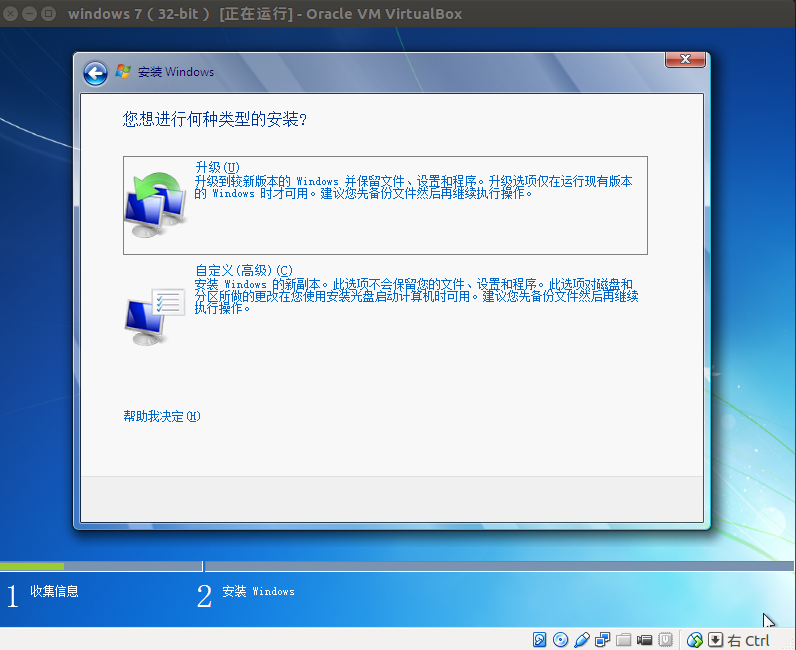 windows 7 ( 32-bit ) [正在运行] - Oracle VM VirtualBox
安装 Windows
您想进行何种类型的安装?
升级(U)
升级到较新版本的 Windows 并保留文件、设置和程序。升级选项仅在运行现有版本
的 Windows 时才可用。建议您先备份文件然后再继续执行操作。
自定义(高级)(C)
安装 Windows 的新副本。此选项不会保留您的文件、设置和程序。此选项对磁盘和
分区所做的更改在您使用安装光盘启动计算机时可用。建议您先备份文件然后再继续
执行操作。
帮助我决定(H)
1 收集信息
2 安装 Windows
右 Ctrl